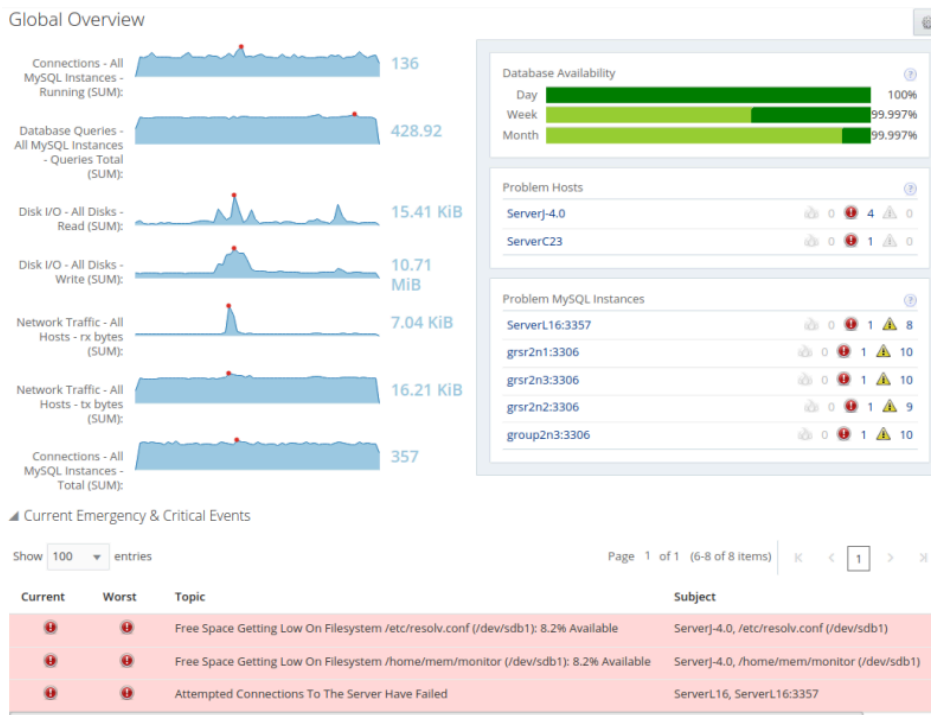 Global Overview
Connections - All
MySQL Instances -
Running (SUM):
136
Database Queries -
All MySQL Instances
- Queries Total
(SUM):
428.92
Disk I/O - All Disks -
Read (SUM):
15.41 KiB
Disk I/O - All Disks -
Write (SUM):
10.71
MiB
Network Traffic - All
Hosts - rx bytes
(SUM):
7.04 KiB
Network Traffic - All
Hosts - tx bytes
(SUM):
16.21 KiB
Connections - All
MySQL Instances -
Total (SUM):
357
Database Availability ?
Day 100%
Week 99.997%
Month 99.997%
Problem Hosts ?
ServerJ-4.0 0 4 0
ServerC23 0 1 0
Problem MySQL Instances ?
ServerL16:3357 0 1 8
grsr2n1:3306 0 1 10
grsr2n3:3306 0 1 10
grsr2n2:3306 0 1 9
group2n3:3306 0 1 10
Current Emergency & Critical Events
Show 100 entries
Page 1 of 1 (6-8 of 8 items) 1
Current Worst Topic Subject
Free Space Getting Low On Filesystem /etc/resolv.conf (/dev/sdb1): 8.2% Available ServerJ-4.0, /etc/resolv.conf (/dev/sdb1)
Free Space Getting Low On Filesystem /home/mem/monitor (/dev/sdb1): 8.2% Available ServerJ-4.0, /home/mem/monitor (/dev/sdb1)
Attempted Connections To The Server Have Failed ServerL16, ServerL16:3357